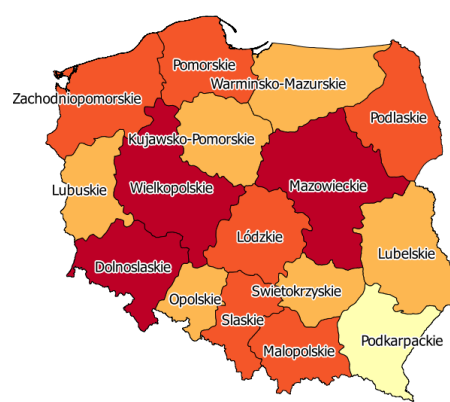 Pomorskie
Warminsko-Mazurskie
Zachodniopomorskie
Podlaskie
Kujawsko-Pomorskie
Lubuskie
Wielkopolskie
Mazowieckie
Lódzkie
Lubelskie
Dolnoslaskie
Opolskie
Swietokrzyskie
Slaskie
Malopolskie
Podkarpackie